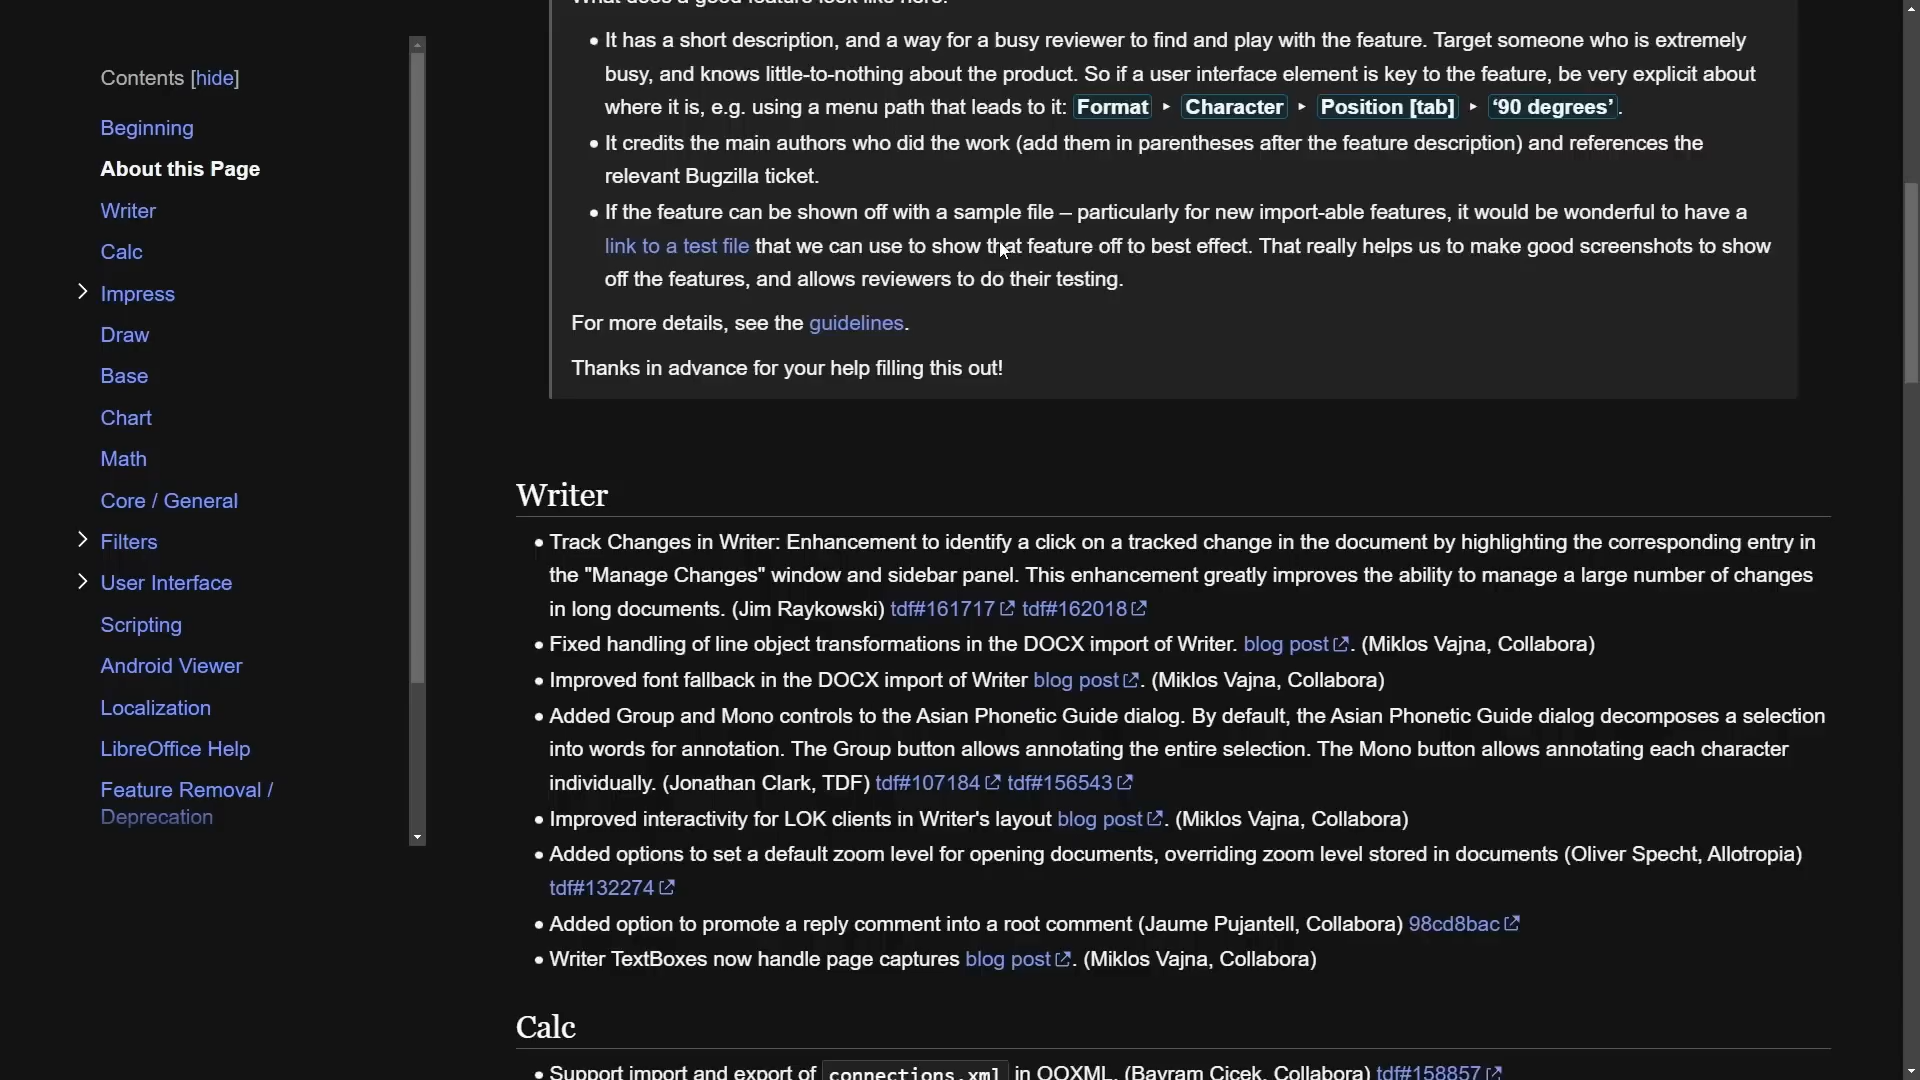 Contents [hide]
Beginning
About this Page
Writer
Calc
Impress
Draw
Base
Chart
Math
Core / General
Filters
User Interface
Scripting
Android Viewer
Localization
LibreOffice Help
Feature Removal /
Deprecation
• It has a short description, and a way for a busy reviewer to find and play with the feature. Target someone who is extremely
busy, and knows little-to-nothing about the product. So if a user interface element is key to the feature, be very explicit about
where it is, e.g. using a menu path that leads to it: Format ▸ Character ▸ Position [tab] ▸ ‘90 degrees’.
• It credits the main authors who did the work (add them in parentheses after the feature description) and references the
relevant Bugzilla ticket.
• If the feature can be shown off with a sample file – particularly for new import-able features, it would be wonderful to have a
link to a test file that we can use to show that feature off to best effect. That really helps us to make good screenshots to show
off the features, and allows reviewers to do their testing.
For more details, see the guidelines.
Thanks in advance for your help filling this out!
Writer
• Track Changes in Writer: Enhancement to identify a click on a tracked change in the document by highlighting the corresponding entry in
the "Manage Changes" window and sidebar panel. This enhancement greatly improves the ability to manage a large number of changes
in long documents. (Jim Raykowski) tdf#161717 tdf#162018
• Fixed handling of line object transformations in the DOCX import of Writer. blog post. (Miklos Vajna, Collabora)
• Improved font fallback in the DOCX import of Writer blog post. (Miklos Vajna, Collabora)
• Added Group and Mono controls to the Asian Phonetic Guide dialog. By default, the Asian Phonetic Guide dialog decomposes a selection
into words for annotation. The Group button allows annotating the entire selection. The Mono button allows annotating each character
individually. (Jonathan Clark, TDF) tdf#107184 tdf#156543
• Improved interactivity for LOK clients in Writer's layout blog post. (Miklos Vajna, Collabora)
• Added options to set a default zoom level for opening documents, overriding zoom level stored in documents (Oliver Specht, Allotropia)
tdf#132274
• Added option to promote a reply comment into a root comment (Jaume Pujantell, Collabora) 98cd8bac
• Writer TextBoxes now handle page captures blog post. (Miklos Vajna, Collabora)
Calc
• Support import and export of connections.xml in OOXML. (Bayram Çiçek, Collabora) tdf#158857